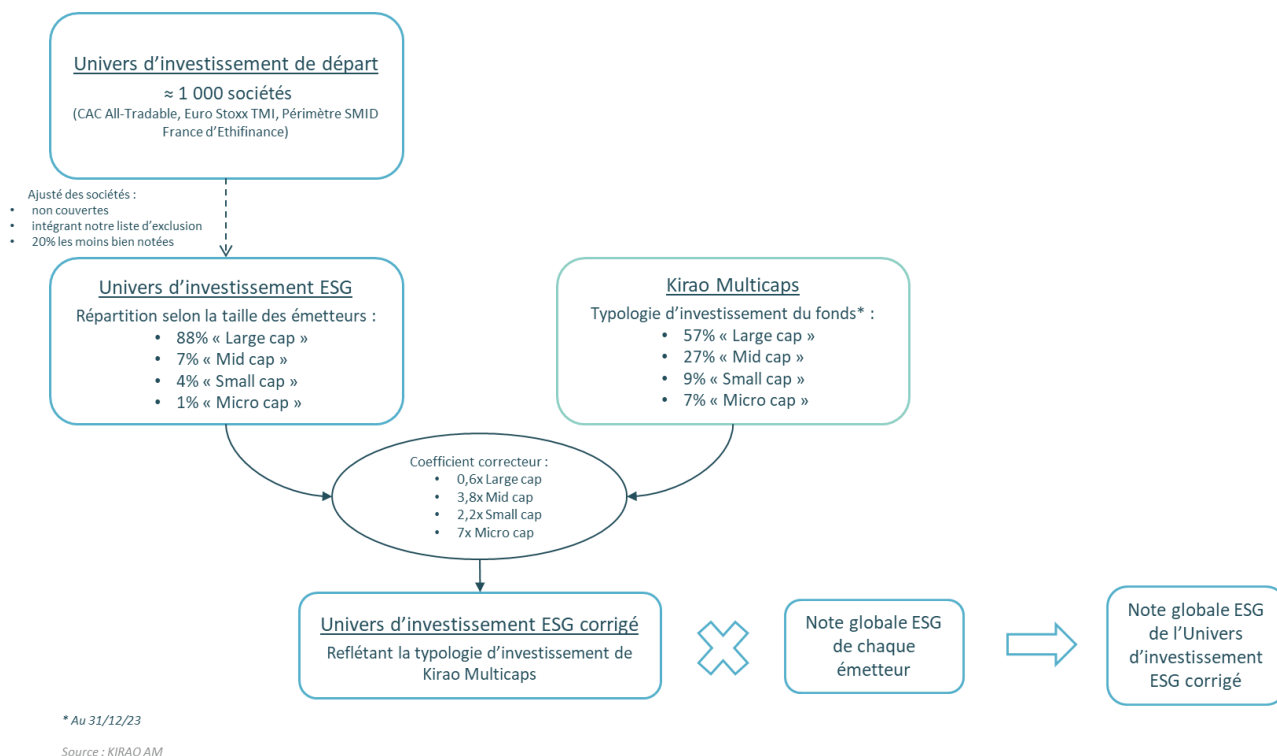 Univers d'investissement de départ
≈ 1 000 sociétés
(CAC All-Tradable, Euro Stoxx TMI, Périmètre SMID
France d'Ethifinance)
Ajusté des sociétés :
• non couvertes
• intégrant notre liste d'exclusion
• 20% les moins bien notées
Univers d'investissement ESG
Répartition selon la taille des émetteurs :
• 88% « Large cap »
• 7% « Mid cap »
• 4% « Small cap »
• 1% « Micro cap »
Kirao Multicaps
Typologie d'investissement du fonds* :
• 57% « Large cap »
• 27% « Mid cap »
• 9% « Small cap »
• 7% « Micro cap »
Coefficient correcteur :
• 0,6x Large cap
• 3,8x Mid cap
• 2,2x Small cap
• 7x Micro cap
Univers d'investissement ESG corrigé
Reflétant la typologie d'investissement de
Kirao Multicaps
Note globale ESG
de chaque
émetteur
Note globale ESG
de l'Univers
d'investissement
ESG corrigé
* Au 31/12/23
Source : KIRAO AM